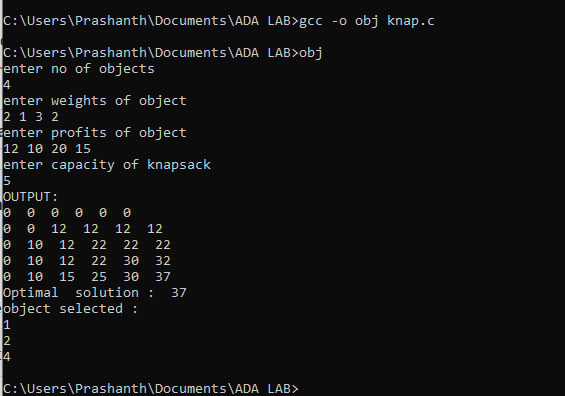 C:\Users\Prashanth\Documents\ADA LAB>gcc -o obj knap.c
C:\Users\Prashanth\Documents\ADA LAB>obj
enter no of objects
4
enter weights of object
2 1 3 2
enter profits of object
12 10 20 15
enter capacity of knapsack
5
OUTPUT:
0  0  0  0  0  0
0  0  12  12  12  12
0  10  12  22  22  22
0  10  12  22  30  32
0  10  15  25  30  37
Optimal  solution :  37
object selected :
1
2
4
C:\Users\Prashanth\Documents\ADA LAB>